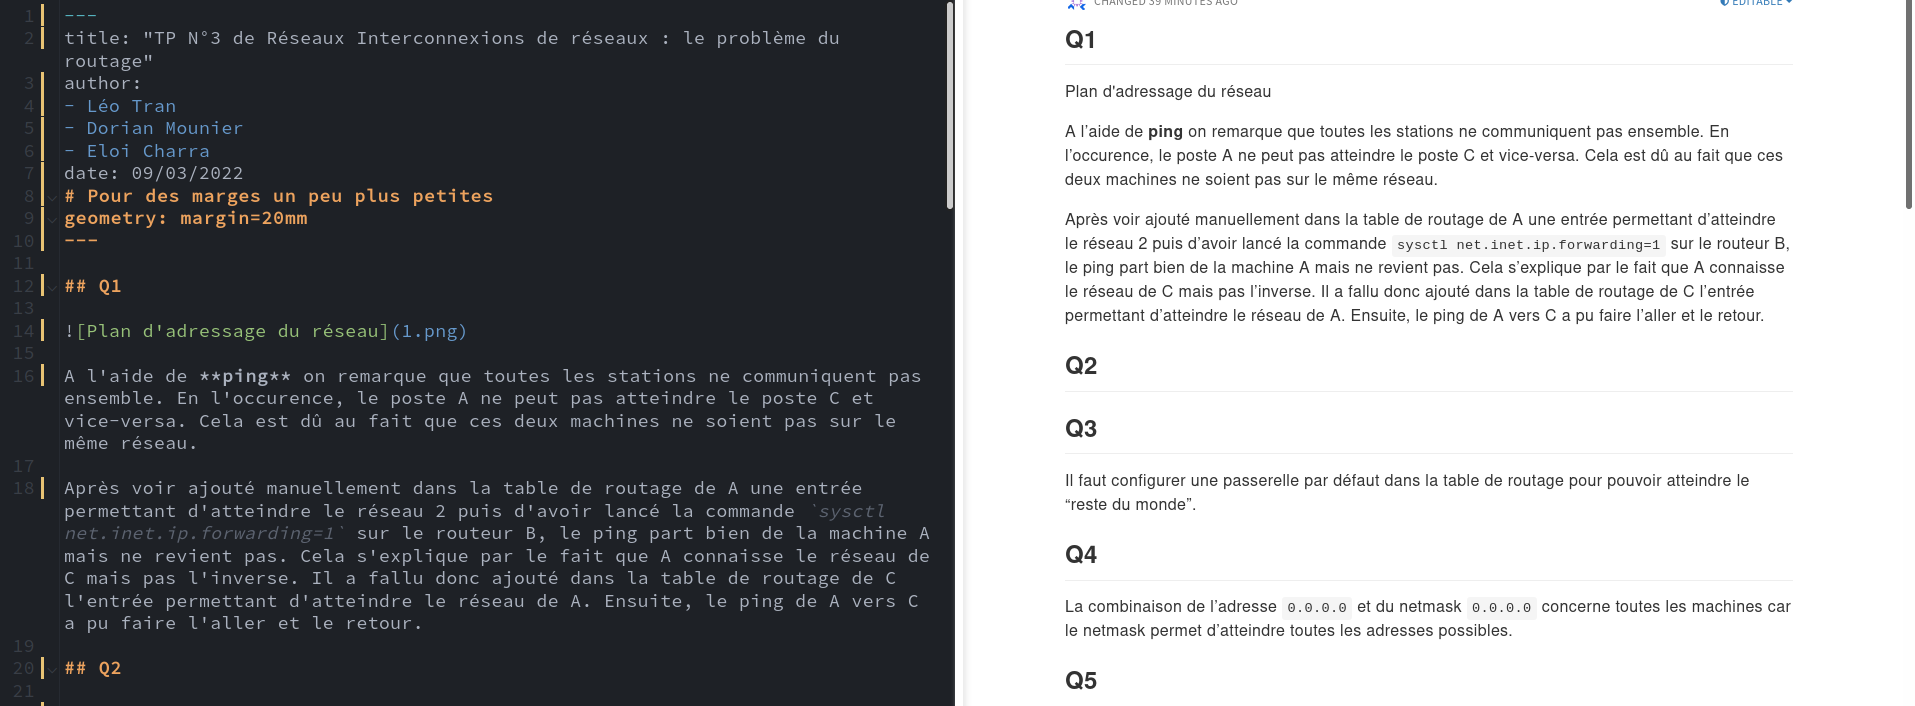 1 ---
2 title: "TP N°3 de Réseaux Interconnexions de réseaux : le problème du
routage"
3 author:
4 - Léo Tran
5 - Dorian Mounier
6 - Eloi Charra
7 date: 09/03/2022
8 # Pour des marges un peu plus petites
9 geometry: margin=20mm
10 ---
11
12 ## Q1
13
14 ![Plan d'adressage du réseau](1.png)
15
16 A l'aide de **ping** on remarque que toutes les stations ne communiquent pas
ensemble. En l'occurence, le poste A ne peut pas atteindre le poste C et
vice-versa. Cela est dû au fait que ces deux machines ne soient pas sur le
même réseau.
17
18 Après voir ajouté manuellement dans la table de routage de A une entrée
permettant d'atteindre le réseau 2 puis d'avoir lancé la commande `sysctl
net.inet.ip.forwarding=1` sur le routeur B, le ping part bien de la machine A
mais ne revient pas. Cela s'explique par le fait que A connaisse le réseau de
C mais pas l'inverse. Il a fallu donc ajouté dans la table de routage de C
l'entrée permettant d'atteindre le réseau de A. Ensuite, le ping de A vers C
a pu faire l'aller et le retour.
19
20 ## Q2
21
CHANGED 39 MINUTES AGO
EDITABLE
Q1
Plan d'adressage du réseau
A l’aide de ping on remarque que toutes les stations ne communiquent pas ensemble. En
l’occurence, le poste A ne peut pas atteindre le poste C et vice-versa. Cela est dû au fait que ces
deux machines ne soient pas sur le même réseau.
Après voir ajouté manuellement dans la table de routage de A une entrée permettant d’atteindre
le réseau 2 puis d’avoir lancé la commande sysctl net.inet.ip.forwarding=1 sur le routeur B,
le ping part bien de la machine A mais ne revient pas. Cela s’explique par le fait que A connaisse
le réseau de C mais pas l’inverse. Il a fallu donc ajouté dans la table de routage de C l’entrée
permettant d’atteindre le réseau de A. Ensuite, le ping de A vers C a pu faire l’aller et le retour.
Q2
Q3
Il faut configurer une passerelle par défaut dans la table de routage pour pouvoir atteindre le
“reste du monde”.
Q4
La combinaison de l’adresse 0.0.0.0 et du netmask 0.0.0.0 concerne toutes les machines car
le netmask permet d’atteindre toutes les adresses possibles.
Q5